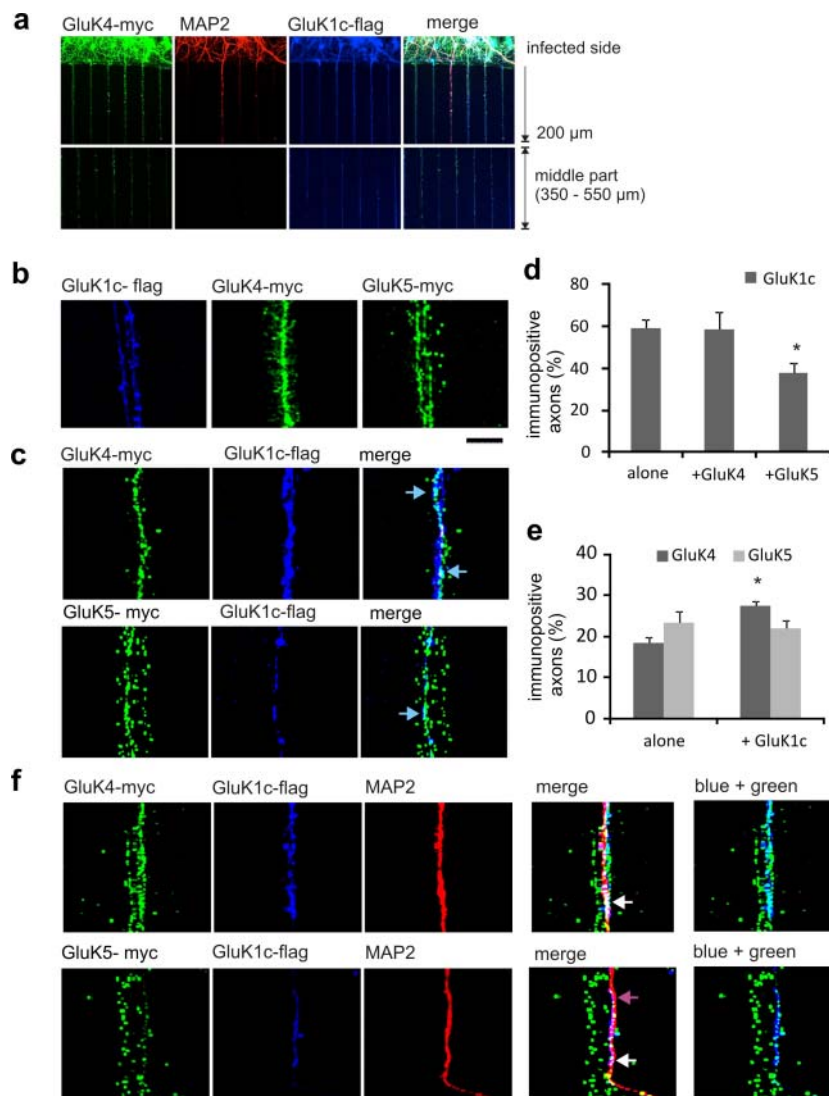 a
GluK4-myc MAP2 GluK1c-flag merge
infected side
200 µm
middle part
(350 - 550 µm)
b
GluK1c- flag GluK4-myc GluK5-myc
c
GluK4-myc GluK1c-flag merge
GluK5- myc GluK1c-flag merge
d
GluK1c
immunopositive
axons (%)
80
60
40
20
0
*
alone +GluK4 +GluK5
e
GluK4 GluK5
immunopositive
axons (%)
40
30
20
10
0
*
alone + GluK1c
f
GluK4-myc GluK1c-flag MAP2 merge blue + green
GluK5- myc GluK1c-flag MAP2 merge blue + green